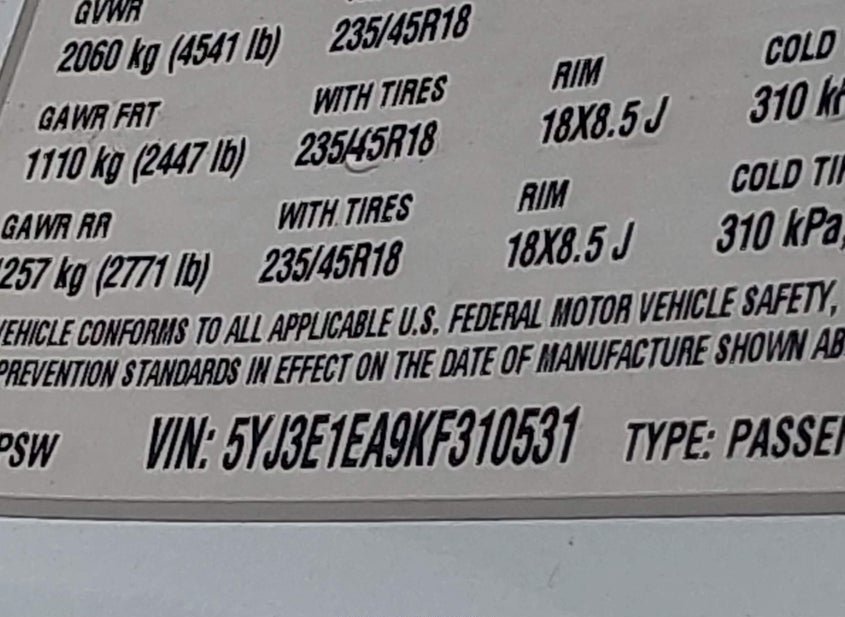 GVWR
2060 kg (4541 lb) 235/45R18
GAWR FRT WITH TIRES RIM COLD
1110 kg (2447 lb) 235/45R18 18X8.5 J 310
GAWR RR WITH TIRES RIM COLD
257 kg (2771 lb) 235/45R18 18X8.5 J 310 kPa,
VEHICLE CONFORMS TO ALL APPLICABLE U.S. FEDERAL MOTOR VEHICLE SAFETY,
PREVENTION STANDARDS IN EFFECT ON THE DATE OF MANUFACTURE SHOWN AB
PSW VIN: 5YJ3E1EA9KF310531 TYPE: PASSE